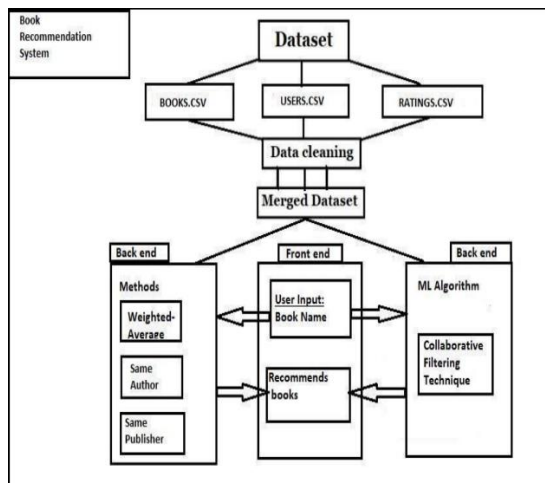 Book
Recommendation
System
Dataset
BOOKS.CSV
USERS.CSV
RATINGS.CSV
Data cleaning
Merged Dataset
Back end
Front end
Back end
Methods
Weighted-
Average
Same
Author
Same
Publisher
User Input:
Book Name
Recommends
books
ML Algorithm
Collaborative
Filtering
Technique